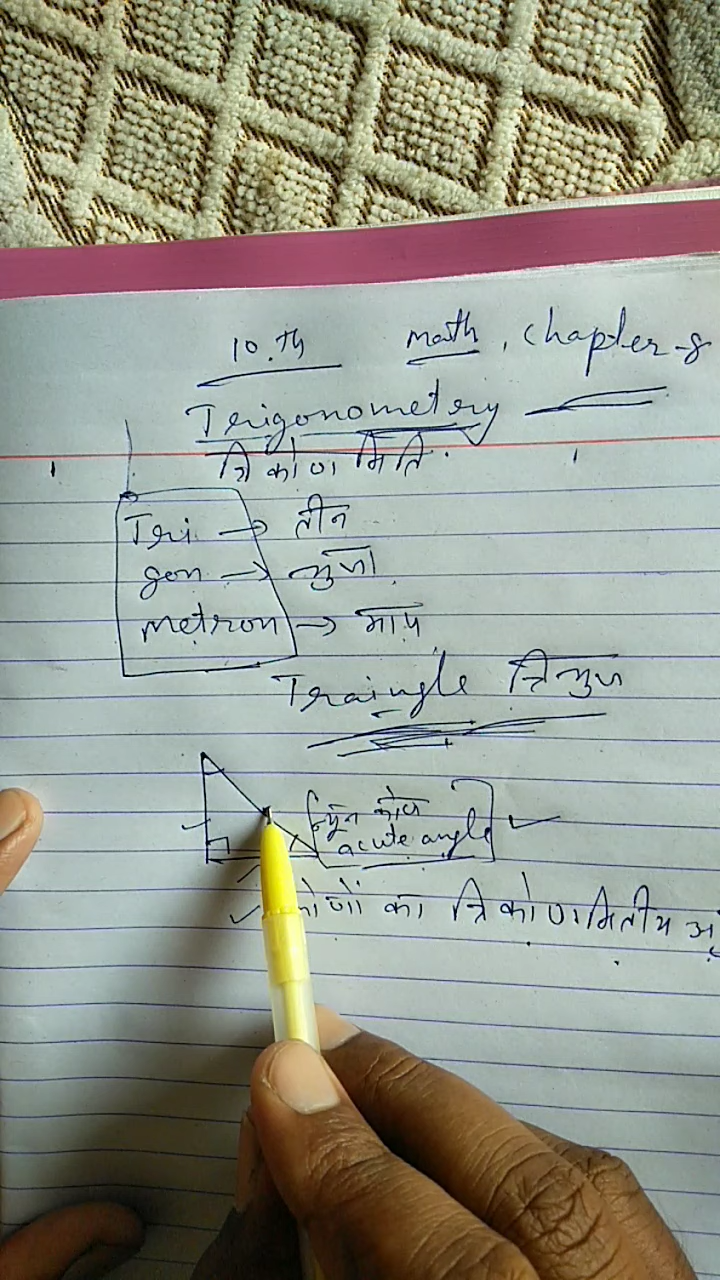 10.th math, Chapter-8
Trigonometry
त्रिकोणमिति.
Tri → तीन
gon → भुजा
metron → माप
Traingle त्रिभुज
न्यून कोण
acute angle
कोणों का त्रिकोणमितीय